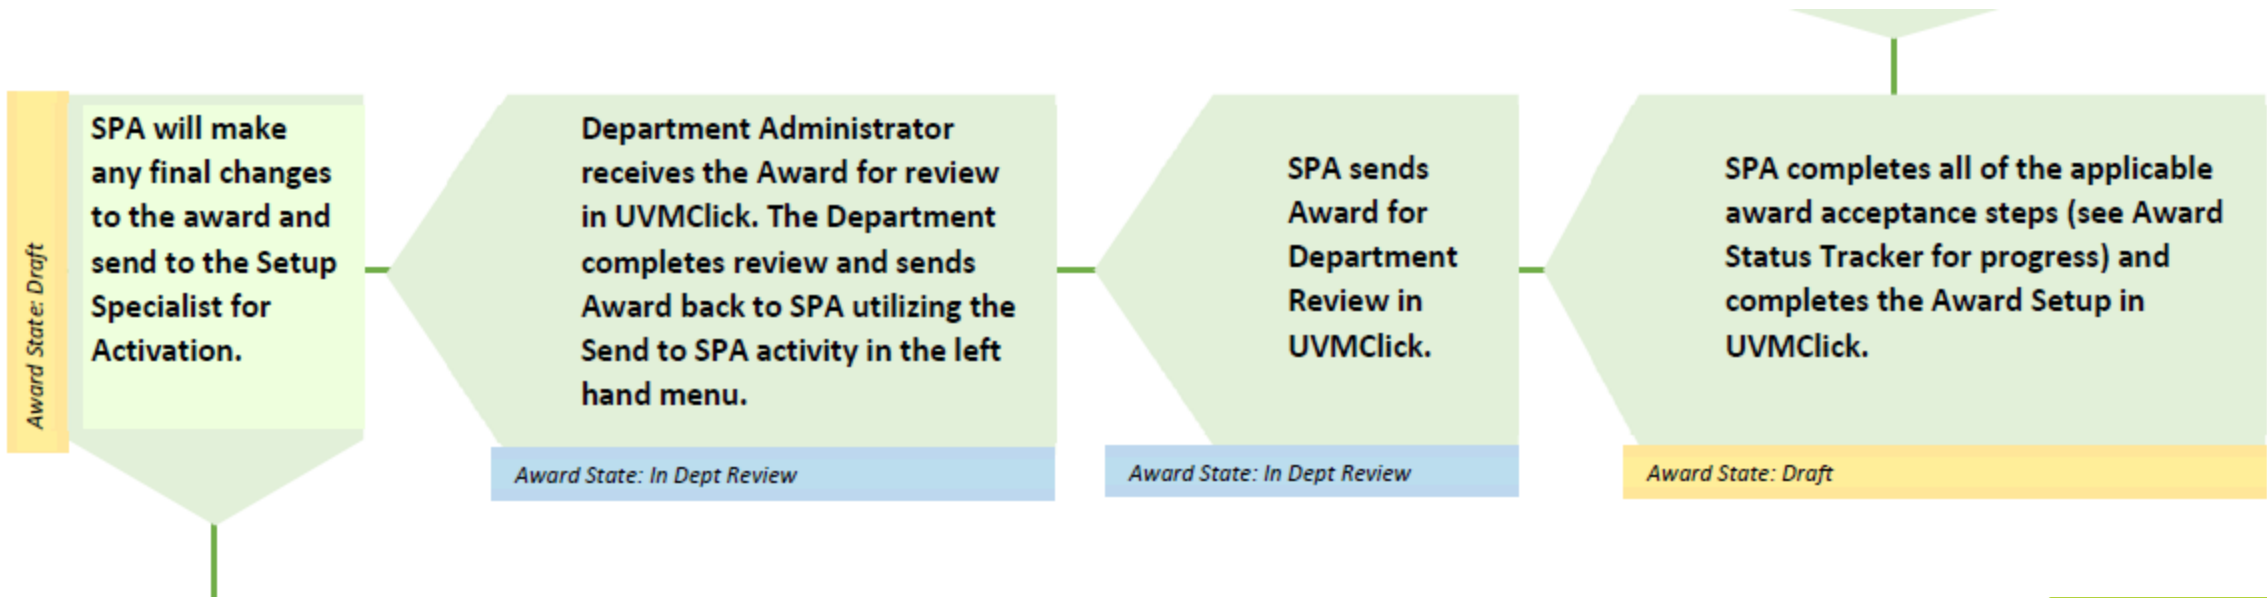 Award State: Draft
SPA will make
any final changes
to the award and
send to the Setup
Specialist for
Activation.
Department Administrator
receives the Award for review
in UVMClick. The Department
completes review and sends
Award back to SPA utilizing the
Send to SPA activity in the left
hand menu.
Award State: In Dept Review
SPA sends
Award for
Department
Review in
UVMClick.
Award State: In Dept Review
SPA completes all of the applicable
award acceptance steps (see Award
Status Tracker for progress) and
completes the Award Setup in
UVMClick.
Award State: Draft